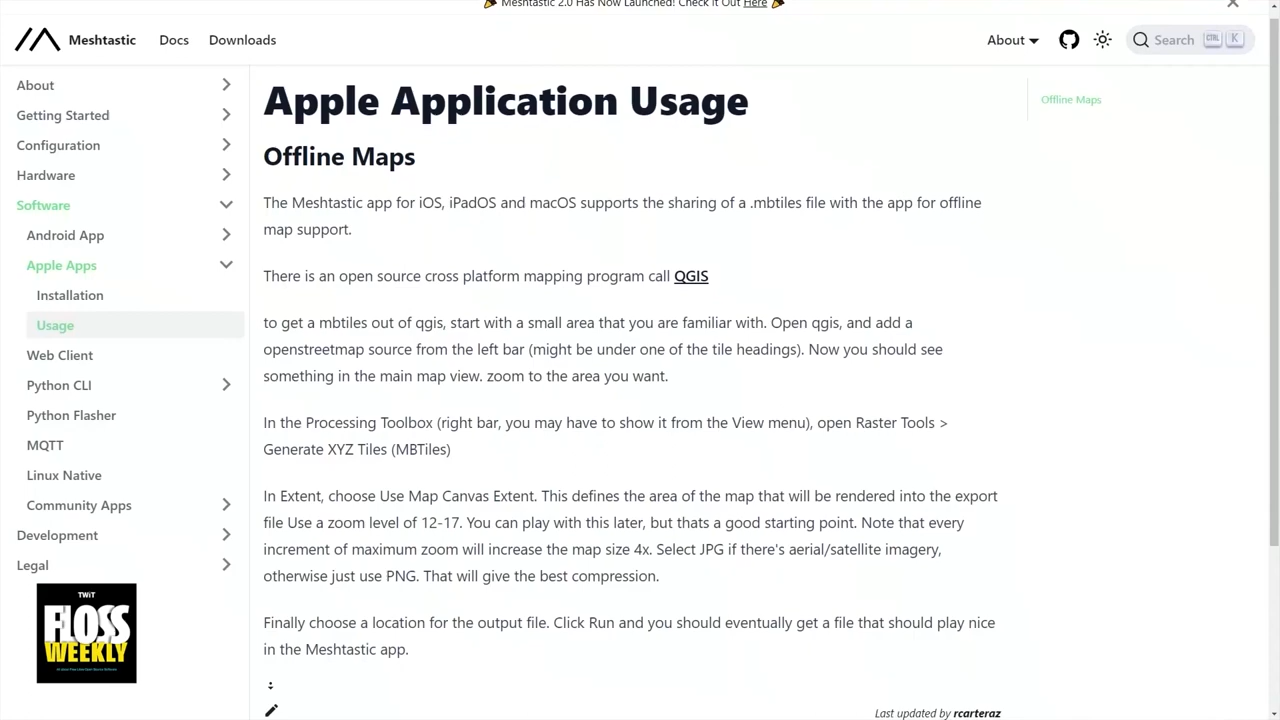 🎉 Meshtastic 2.0 Has Now Launched! Check It Out Here 🎉
Meshtastic Docs Downloads About Search CTRL K
About
Getting Started
Configuration
Hardware
Software
Android App
Apple Apps
Installation
Usage
Web Client
Python CLI
Python Flasher
MQTT
Linux Native
Community Apps
Development
Legal
TWiT
FLOSS
WEEKLY
Apple Application Usage
Offline Maps
The Meshtastic app for iOS, iPadOS and macOS supports the sharing of a .mbtiles file with the app for offline
map support.
There is an open source cross platform mapping program call QGIS
to get a mbtiles out of qgis, start with a small area that you are familiar with. Open qgis, and add a
openstreetmap source from the left bar (might be under one of the tile headings). Now you should see
something in the main map view. zoom to the area you want.
In the Processing Toolbox (right bar, you may have to show it from the View menu), open Raster Tools >
Generate XYZ Tiles (MBTiles)
In Extent, choose Use Map Canvas Extent. This defines the area of the map that will be rendered into the export
file Use a zoom level of 12-17. You can play with this later, but thats a good starting point. Note that every
increment of maximum zoom will increase the map size 4x. Select JPG if there's aerial/satellite imagery,
otherwise just use PNG. That will give the best compression.
Finally choose a location for the output file. Click Run and you should eventually get a file that should play nice
in the Meshtastic app.
Last updated by rcarteraz
Offline Maps